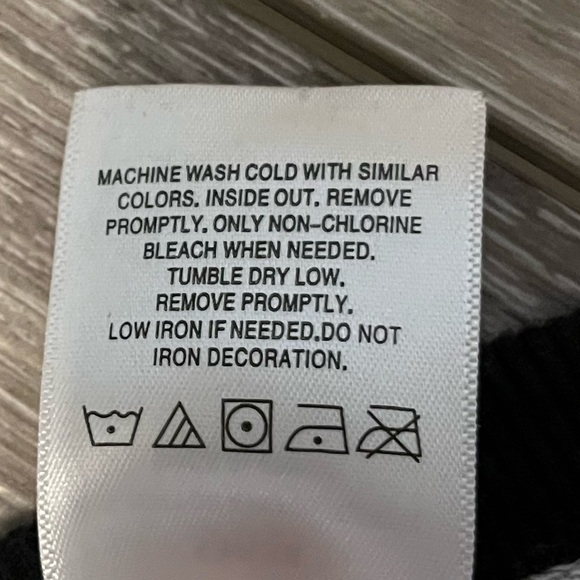 MACHINE WASH COLD WITH SIMILAR
COLORS. INSIDE OUT. REMOVE
PROMPTLY. ONLY NON-CHLORINE
BLEACH WHEN NEEDED.
TUMBLE DRY LOW.
REMOVE PROMPTLY.
LOW IRON IF NEEDED.DO NOT
IRON DECORATION.